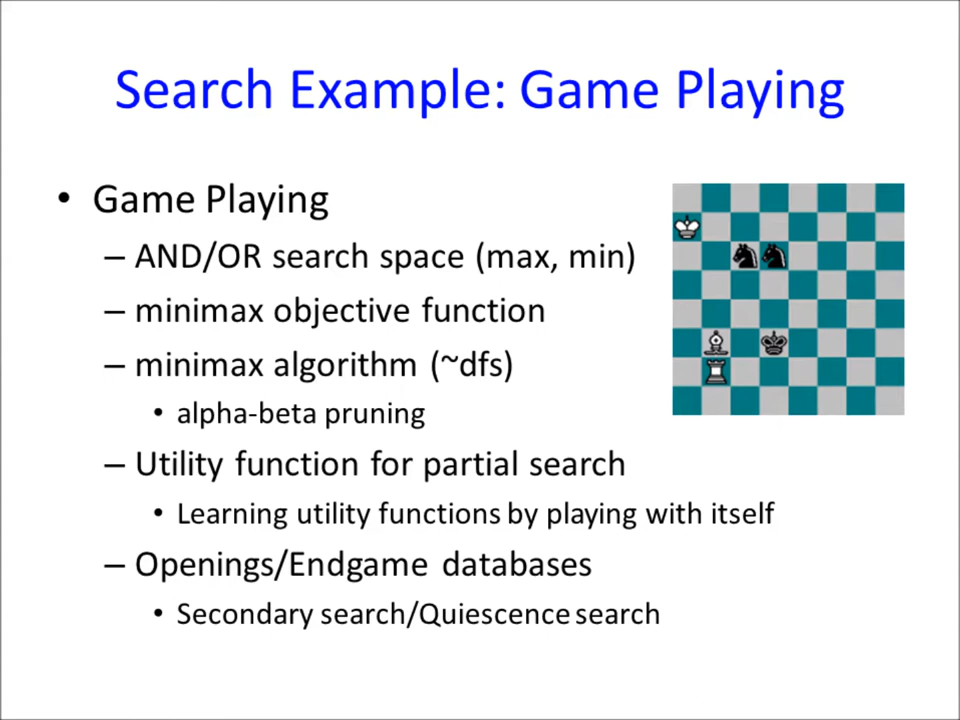 Search Example: Game Playing
• Game Playing
– AND/OR search space (max, min)
– minimax objective function
– minimax algorithm (~dfs)
• alpha-beta pruning
– Utility function for partial search
• Learning utility functions by playing with itself
– Openings/Endgame databases
• Secondary search/Quiescence search